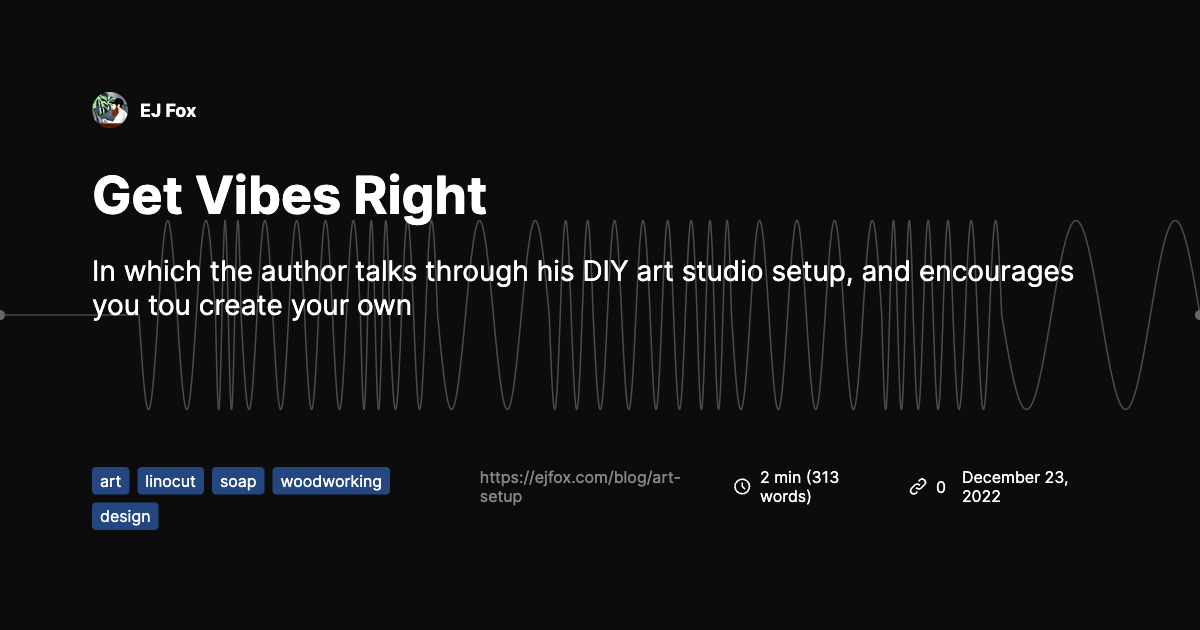 EJ Fox
Get Vibes Right
In which the author talks through his DIY art studio setup, and encourages
you tou create your own
art
linocut
soap
woodworking
design
https://ejfox.com/blog/art-
setup
2 min (313
words)
0
December 23,
2022